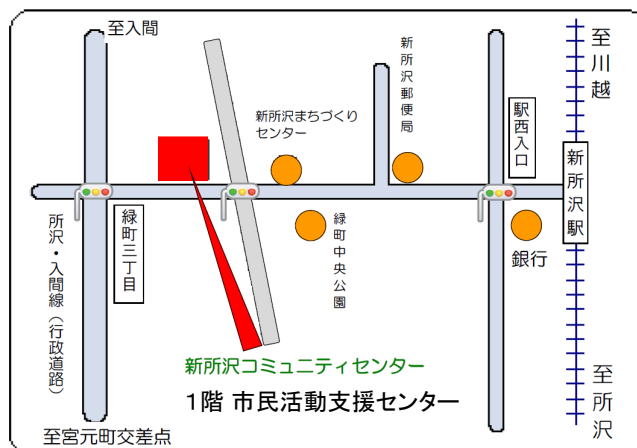 至入間
新所沢まちづくり
センター
新所沢郵便局
駅西入口
至川越
新所沢駅
緑町三丁目
所沢・入間線（行政道路）
緑町中央公園
銀行
新所沢コミュニティセンター
1階 市民活動支援センター
至宮元町交差点
至所沢